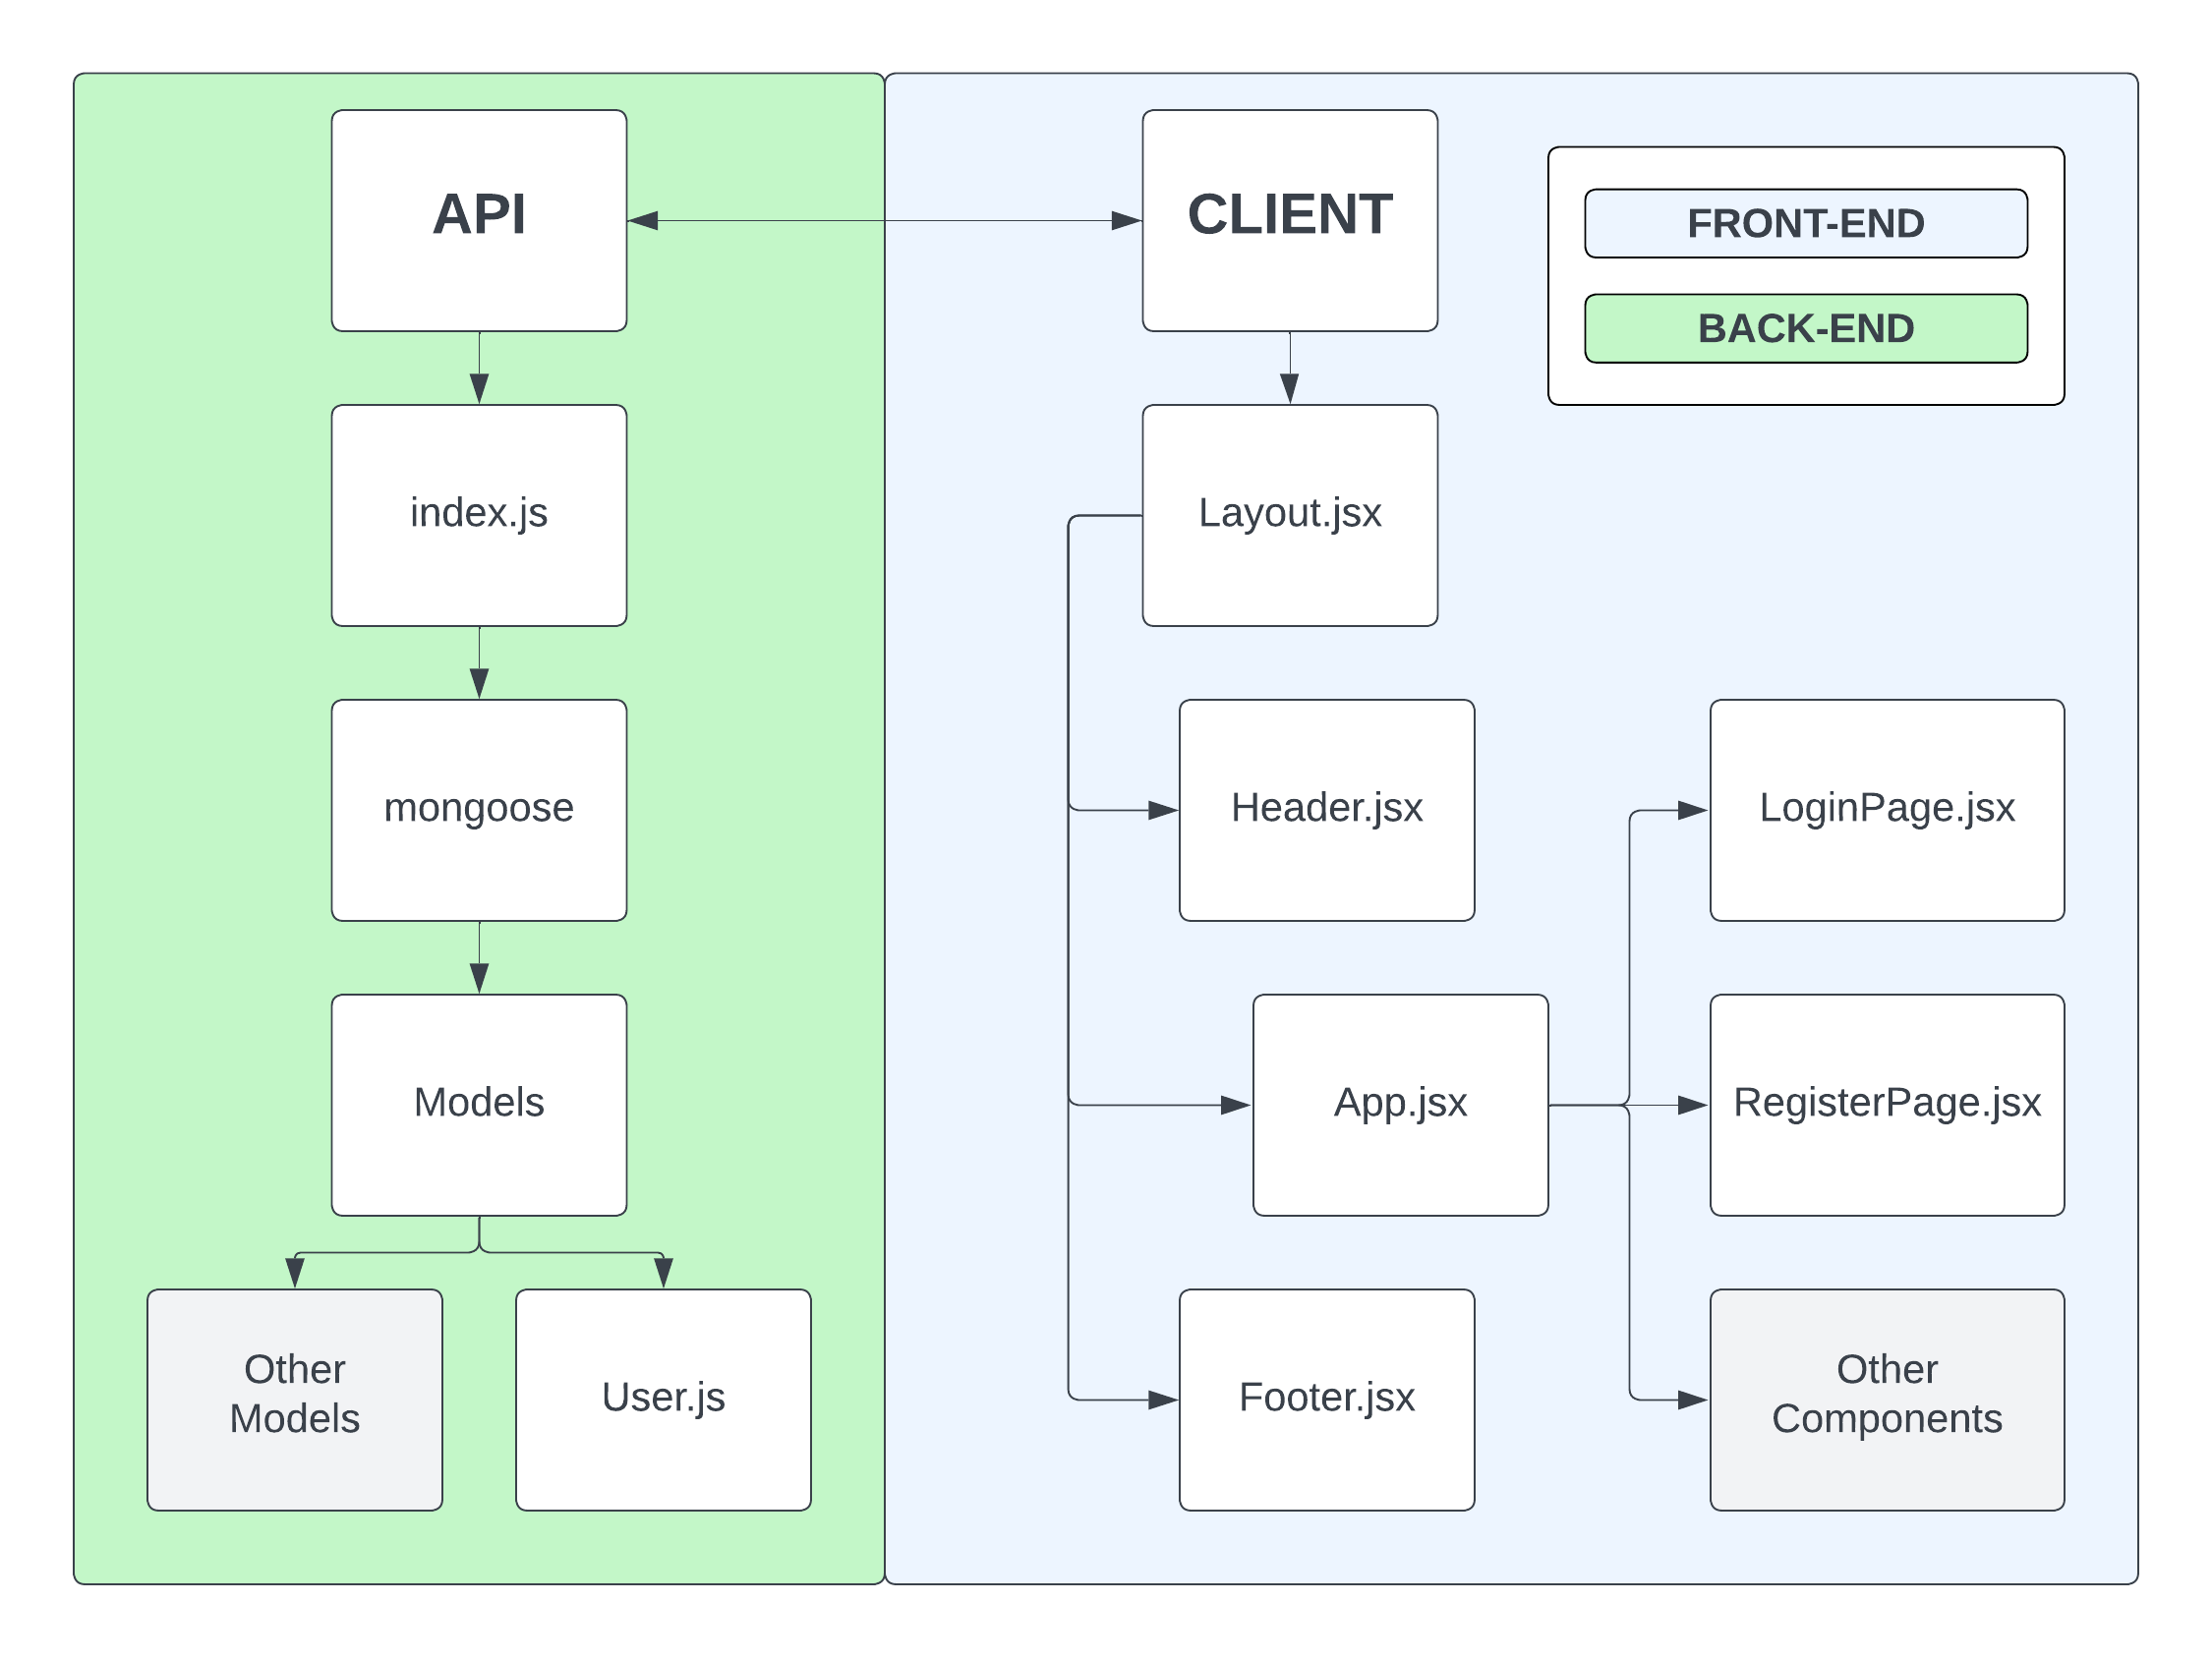 API
CLIENT
FRONT-END
BACK-END
index.js
Layout.jsx
mongoose
Header.jsx
LoginPage.jsx
Models
App.jsx
RegisterPage.jsx
Other
Models
User.js
Footer.jsx
Other
Components